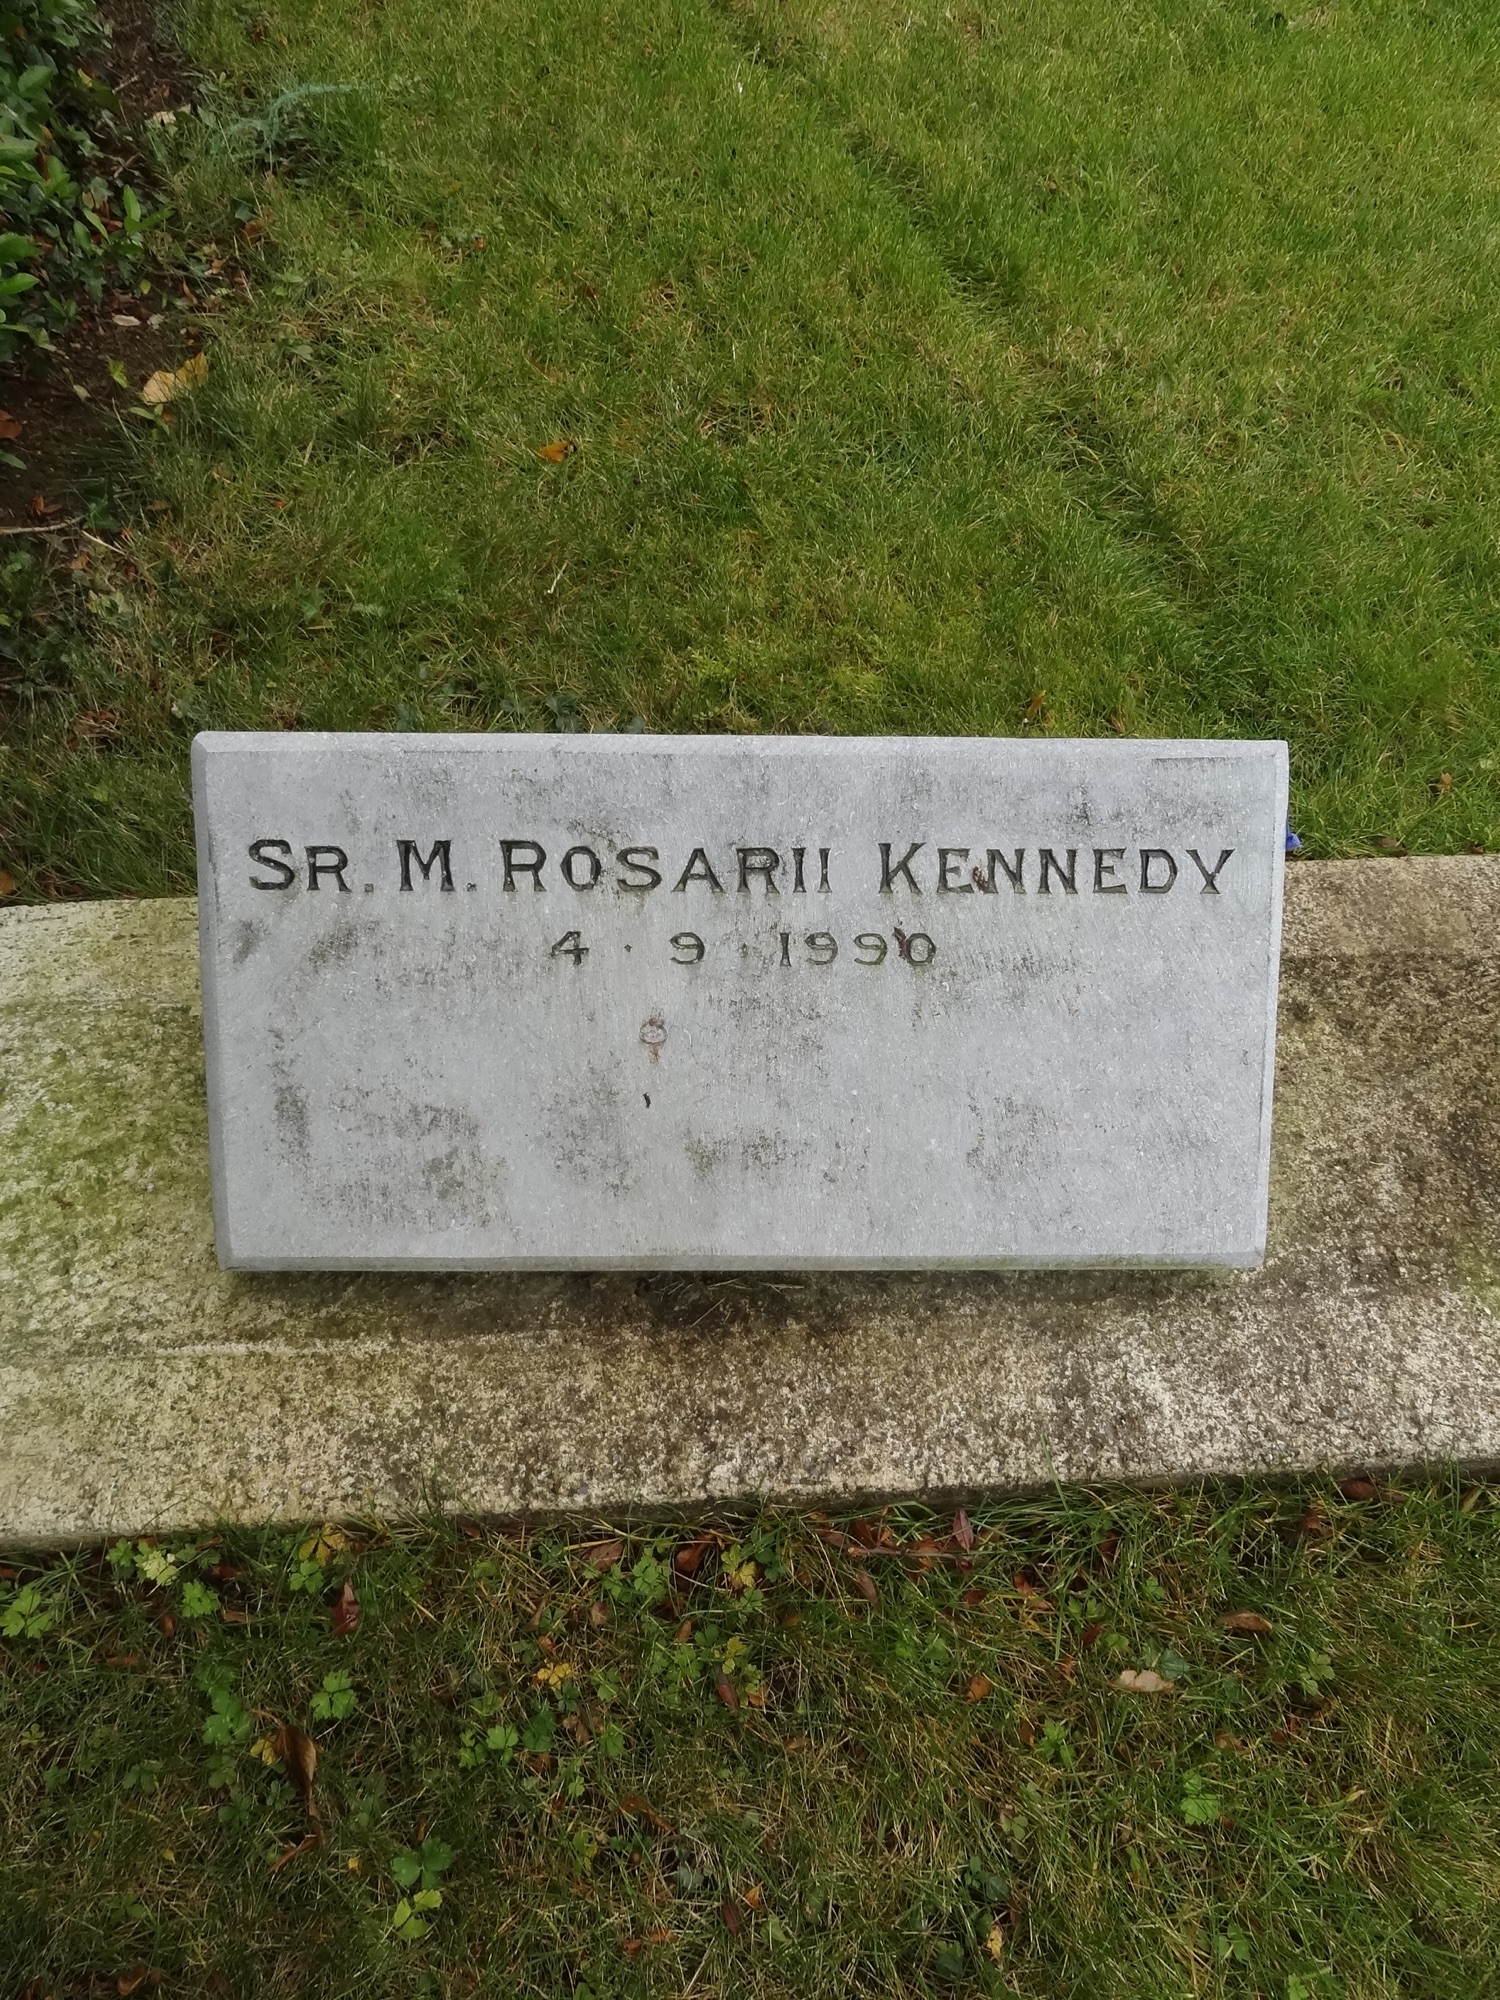 SR. M. ROSARII KENNEDY
4 · 9 · 1990